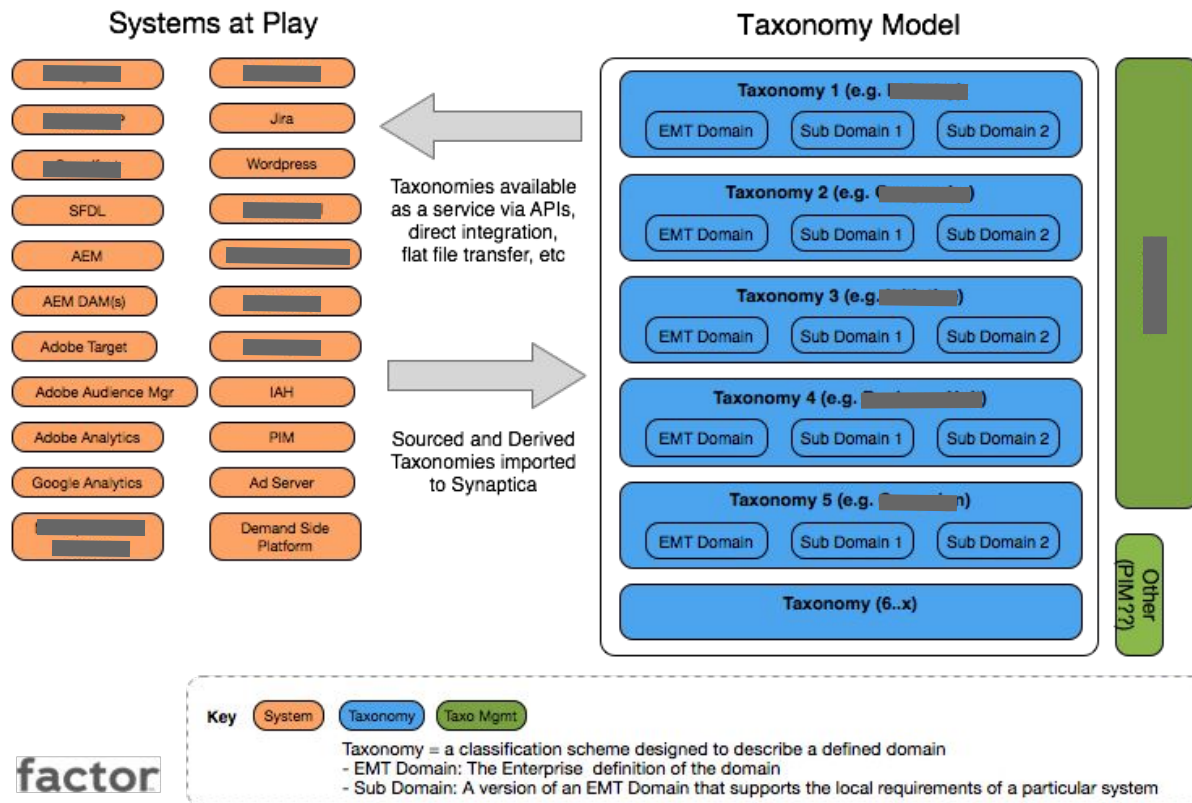 Systems at Play
Taxonomy Model
Jira
Wordpress
SFDL
AEM
AEM DAM(s)
Adobe Target
Adobe Audience Mgr
IAH
Adobe Analytics
PIM
Google Analytics
Ad Server
Demand Side
Platform
Taxonomies available
as a service via APIs,
direct integration,
flat file transfer, etc
Sourced and Derived
Taxonomies imported
to Synaptica
Taxonomy 1 (e.g.
EMT Domain
Sub Domain 1
Sub Domain 2
Taxonomy 2 (e.g. )
EMT Domain
Sub Domain 1
Sub Domain 2
Taxonomy 3 (e.g. )
EMT Domain
Sub Domain 1
Sub Domain 2
Taxonomy 4 (e.g. )
EMT Domain
Sub Domain 1
Sub Domain 2
Taxonomy 5 (e.g. )
EMT Domain
Sub Domain 1
Sub Domain 2
Taxonomy (6..x)
Other
(PIM??)
Key
System
Taxonomy
Taxo Mgmt
Taxonomy = a classification scheme designed to describe a defined domain
- EMT Domain: The Enterprise definition of the domain
- Sub Domain: A version of an EMT Domain that supports the local requirements of a particular system
factor